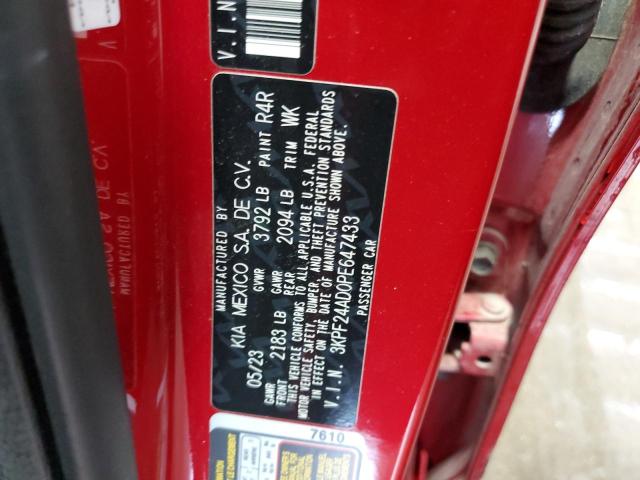 V.I.N
MANUFACTURED BY
KIA MEXICO S.A. DE C.V.
05/23 GVWR 3792 LB PAINT R4R
GAWR FRONT 2183 LB GAWR REAR 2094 LB TRIM WK
THIS VEHICLE CONFORMS TO ALL APPLICABLE U.S.A. FEDERAL
MOTOR VEHICLE SAFETY, BUMPER, AND THEFT PREVENTION STANDARDS
IN EFFECT ON THE DATE OF MANUFACTURE SHOWN ABOVE.
V.I.N. 3KPF24AD0PE647433
PASSENGER CAR
7610